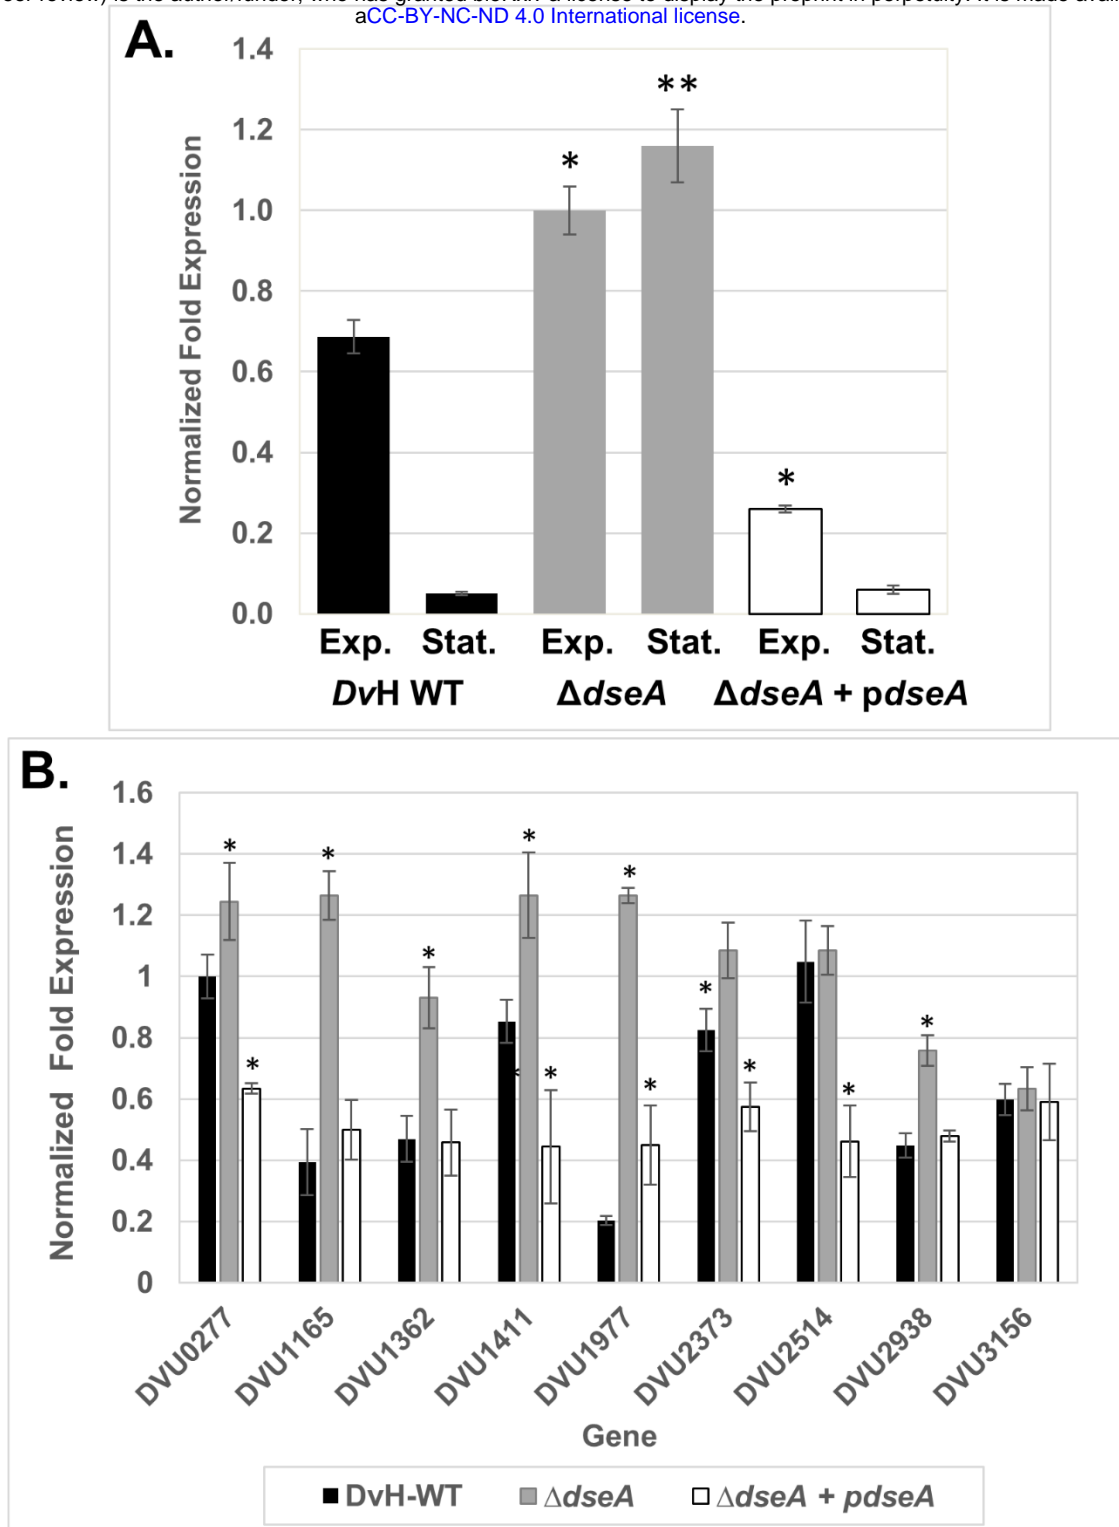 aCC-BY-NC-ND 4.0 International license.
A.
Normalized Fold Expression
1.4
1.2
1.0
0.8
0.6
0.4
0.2
0.0
*
**
*
Exp. Stat. Exp. Stat. Exp. Stat.
DvH WT ΔdseA ΔdseA + pdseA
B.
Normalized Fold Expression
1.6
1.4
1.2
1
0.8
0.6
0.4
0.2
0
* * * * * * * * * * * *
DVU0277 DVU1165 DVU1362 DVU1411 DVU1977 DVU2373 DVU2514 DVU2938 DVU3156
Gene
DvH-WT ΔdseA ΔdseA + pdseA